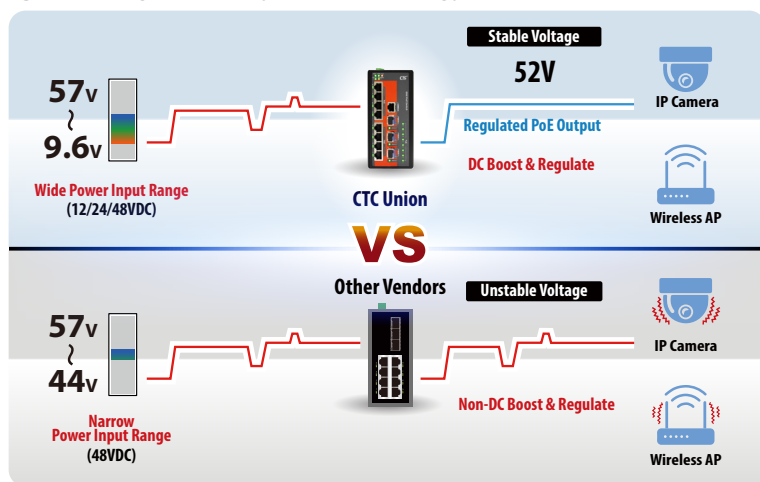 Stable Voltage
52V
57v
~
9.6v
Wide Power Input Range
(12/24/48VDC)
CTC
CTC Union
Regulated PoE Output
DC Boost & Regulate
IP Camera
Wireless AP
VS
Other Vendors
Unstable Voltage
57v
~
44v
Narrow
Power Input Range
(48VDC)
Non-DC Boost & Regulate
IP Camera
Wireless AP